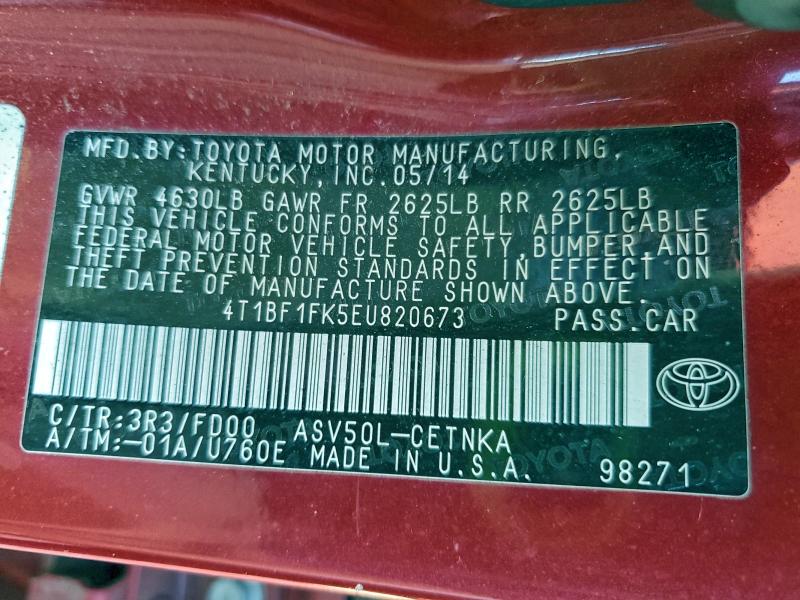 MFD.BY:TOYOTA MOTOR MANUFACTURING,
KENTUCKY,INC.05/14
GVWR 4630LB GAWR FR 2625LB RR 2625LB
THIS VEHICLE CONFORMS TO ALL APPLICABLE
FEDERAL MOTOR VEHICLE SAFETY,BUMPER,AND
THEFT PREVENTION STANDARDS IN EFFECT ON
THE DATE OF MANUFACTURE SHOWN ABOVE.
4T1BF1FK5EU820673 PASS.CAR
C/TR:3R3/FD00 ASV50L-CETNKA
A/TM:-01A/U760E MADE IN U.S.A. 98271